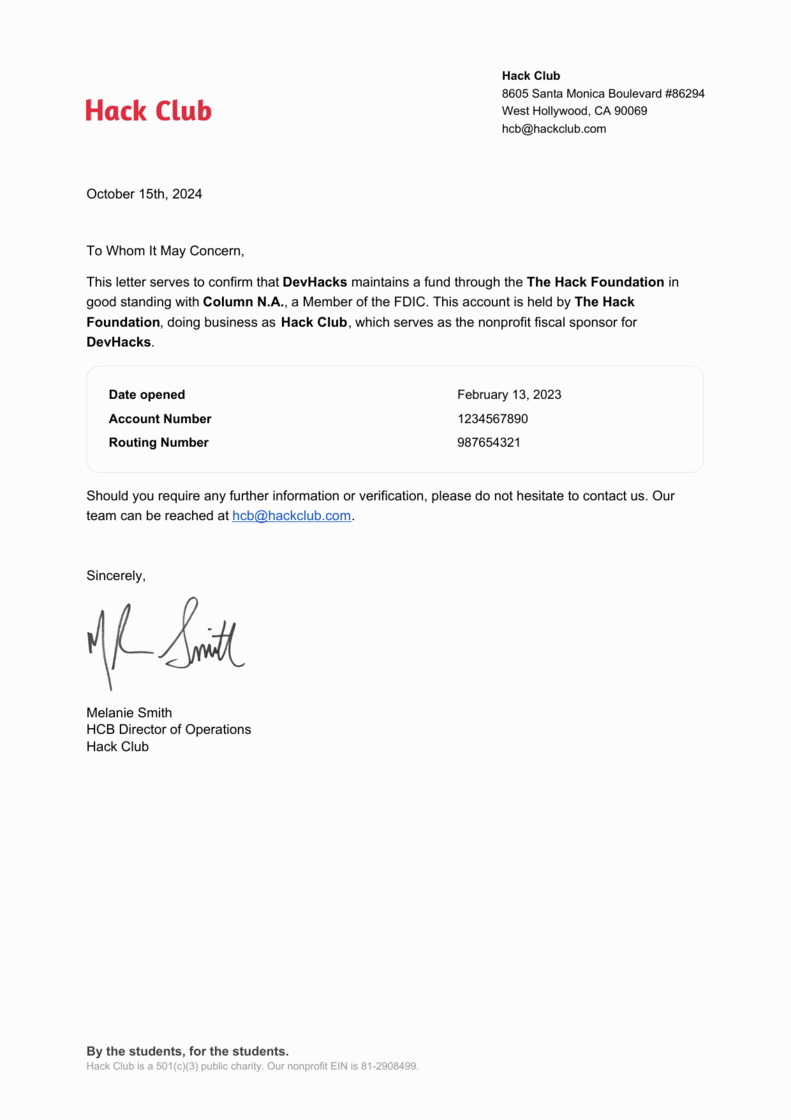 Hack Club
Hack Club
8605 Santa Monica Boulevard #86294
West Hollywood, CA 90069
hcb@hackclub.com
October 15th, 2024
To Whom It May Concern,
This letter serves to confirm that DevHacks maintains a fund through the The Hack Foundation in
good standing with Column N.A., a Member of the FDIC. This account is held by The Hack
Foundation, doing business as Hack Club, which serves as the nonprofit fiscal sponsor for
DevHacks.
Date opened February 13, 2023
Account Number 1234567890
Routing Number 987654321
Should you require any further information or verification, please do not hesitate to contact us. Our
team can be reached at hcb@hackclub.com.
Sincerely,
M Smith
Melanie Smith
HCB Director of Operations
Hack Club
By the students, for the students.
Hack Club is a 501(c)(3) public charity. Our nonprofit EIN is 81-2908499.